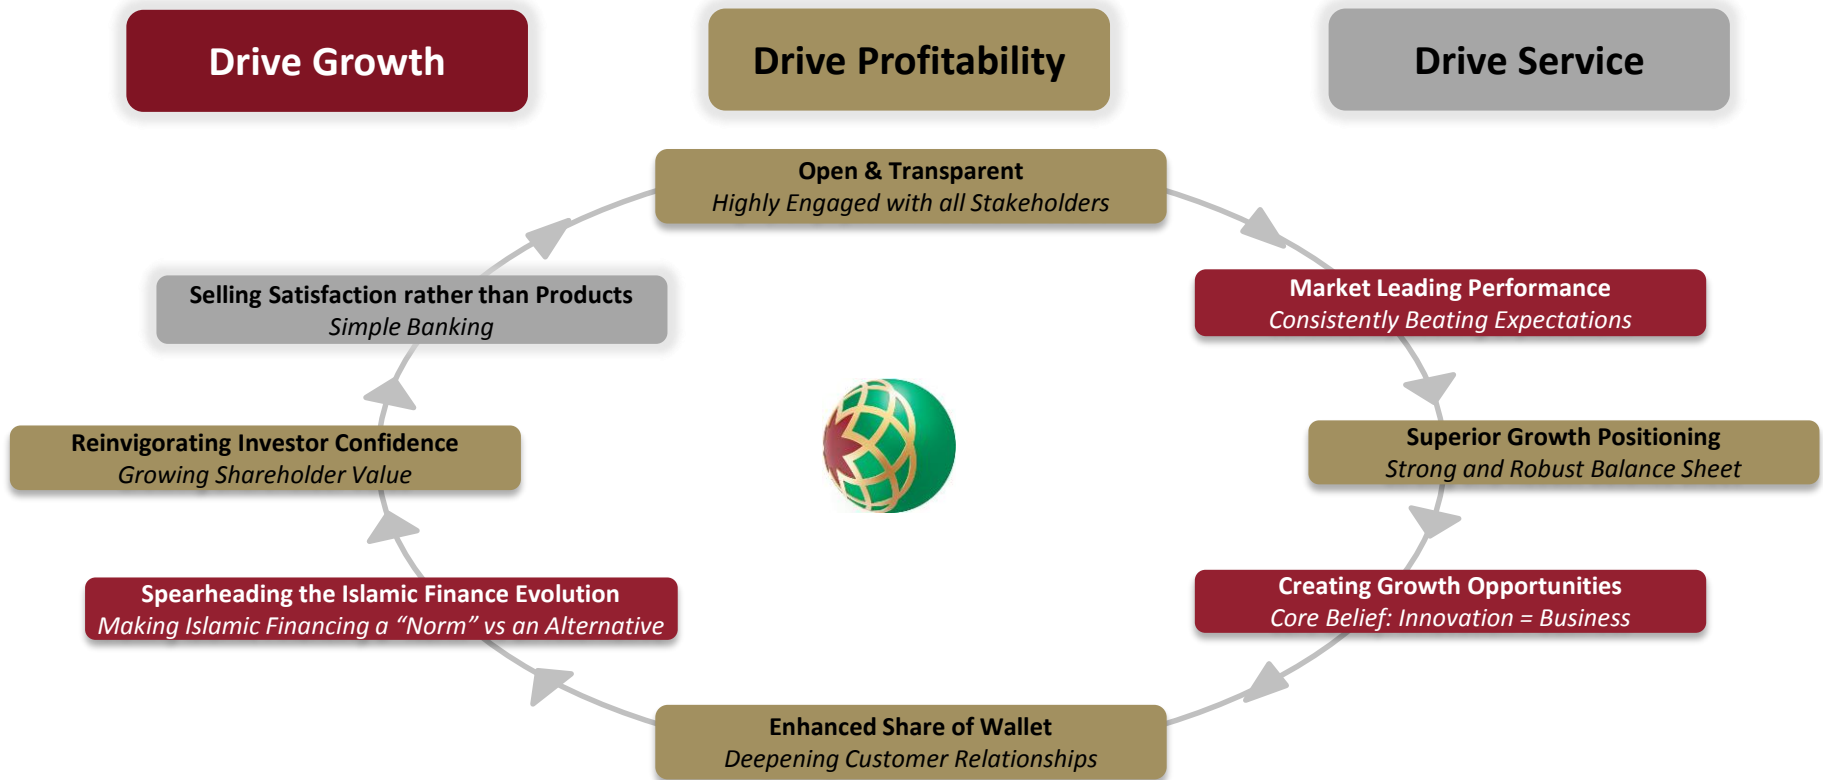 Drive Growth
Drive Profitability
Drive Service
Open & Transparent
Highly Engaged with all Stakeholders
Selling Satisfaction rather than Products
Simple Banking
Market Leading Performance
Consistently Beating Expectations
Reinvigorating Investor Confidence
Growing Shareholder Value
Superior Growth Positioning
Strong and Robust Balance Sheet
Spearheading the Islamic Finance Evolution
Making Islamic Financing a “Norm” vs an Alternative
Creating Growth Opportunities
Core Belief: Innovation = Business
Enhanced Share of Wallet
Deepening Customer Relationships